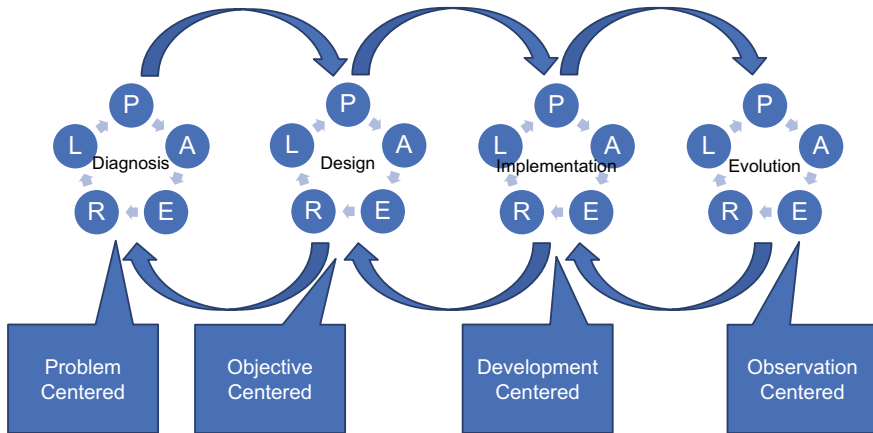 P
L
A
Diagnosis
R
E
P
L
A
Design
R
E
P
L
A
Implementation
R
E
P
L
A
Evolution
R
E
Problem
Centered
Objective
Centered
Development
Centered
Observation
Centered